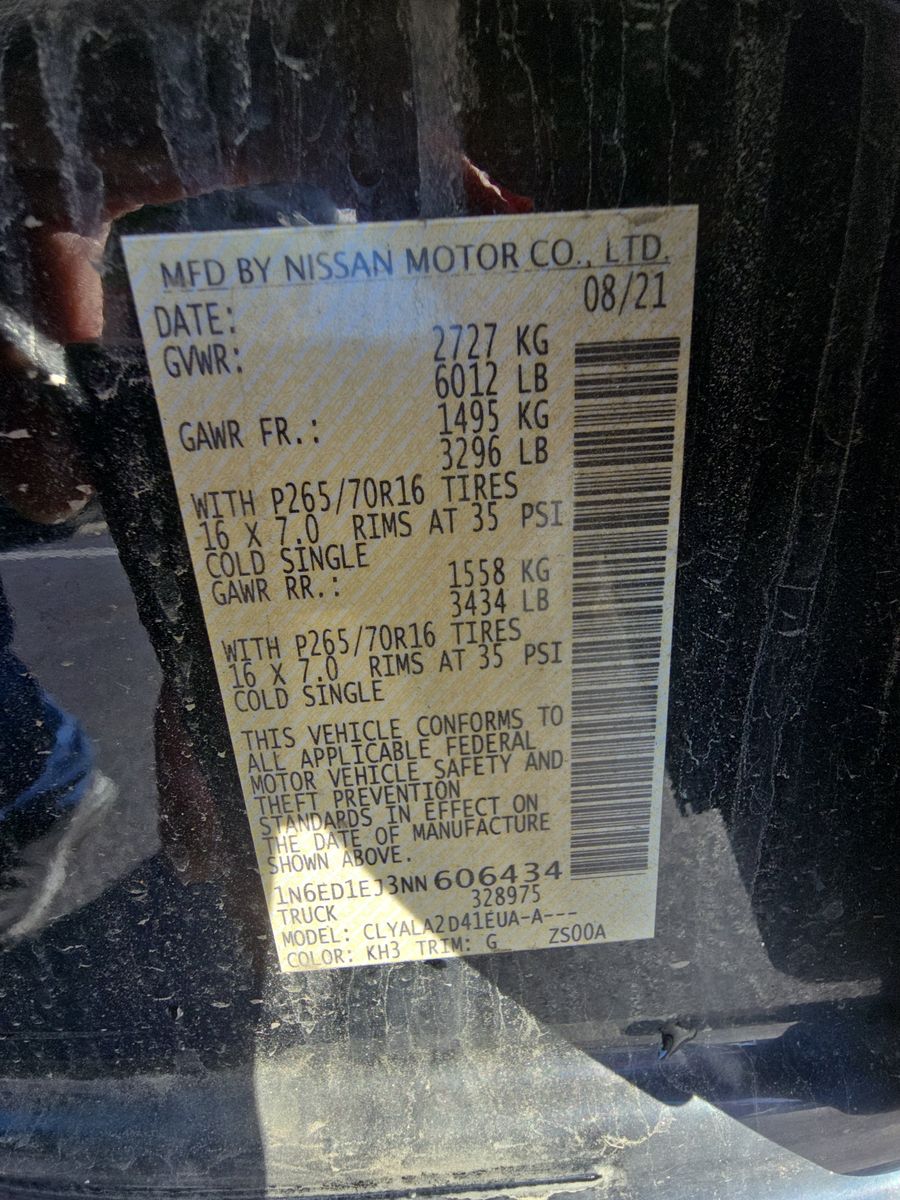 MFD BY NISSAN MOTOR CO., LTD.
DATE: 08/21
GVWR: 2727 KG
6012 LB
GAWR FR.: 1495 KG
3296 LB
WITH P265/70R16 TIRES
16 X 7.0 RIMS AT 35 PSI
COLD SINGLE
GAWR RR.: 1558 KG
3434 LB
WITH P265/70R16 TIRES
16 X 7.0 RIMS AT 35 PSI
COLD SINGLE
THIS VEHICLE CONFORMS TO
ALL APPLICABLE FEDERAL
MOTOR VEHICLE SAFETY AND
THEFT PREVENTION
STANDARDS IN EFFECT ON
THE DATE OF MANUFACTURE
SHOWN ABOVE.
1N6ED1EJ3NN606434
TRUCK 328975
MODEL: CLYALA2D41EUA-A---
COLOR: KH3 TRIM: G ZS00A